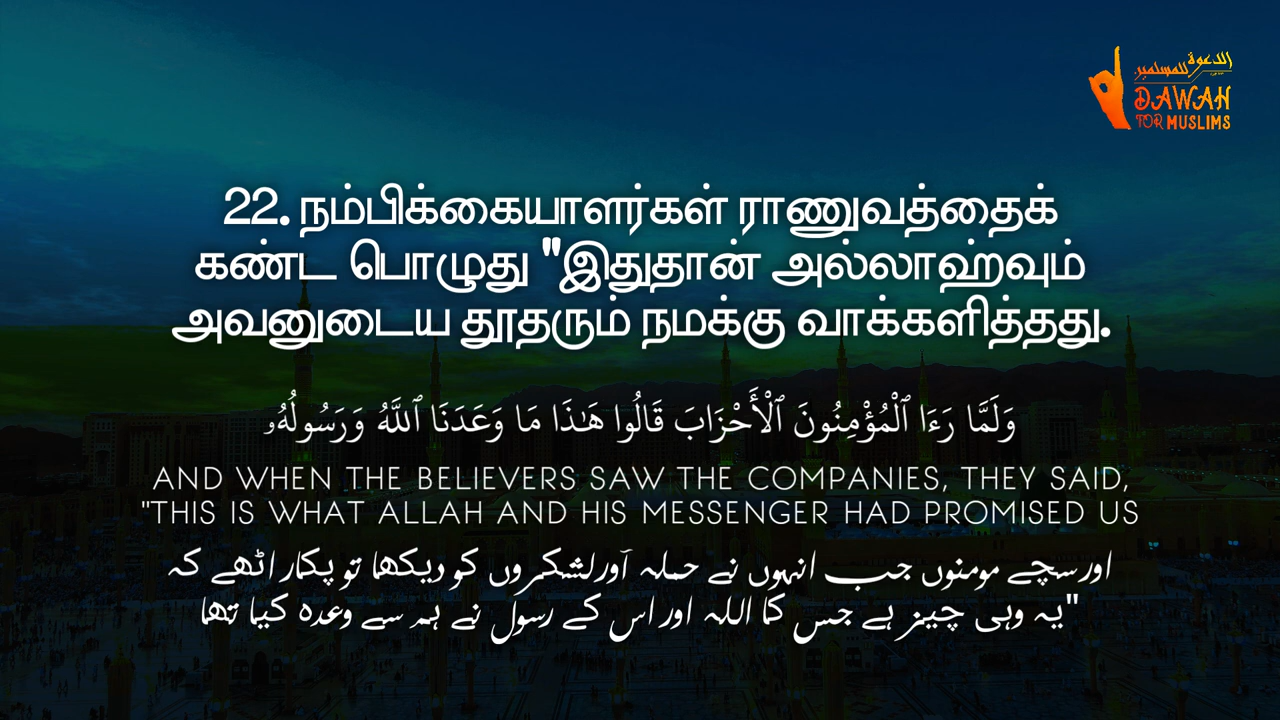 الدعوة للمسلمين
DAWAH
FOR MUSLIMS
22. நம்பிக்கையாளர்கள் ராணுவத்தைக்
கண்ட பொழுது "இதுதான் அல்லாஹ்வும்
அவனுடைய தூதரும் நமக்கு வாக்களித்தது.
وَلَمَّا رَءَا ٱلْمُؤْمِنُونَ ٱلْأَحْزَابَ قَالُوا هَـٰذَا مَا وَعَدَنَا ٱللَّهُ وَرَسُولُهُۥ
AND WHEN THE BELIEVERS SAW THE COMPANIES, THEY SAID,
"THIS IS WHAT ALLAH AND HIS MESSENGER HAD PROMISED US
اور سچے مومنوں جب انہوں نے حملہ آور لشکروں کو دیکھا تو پکار اٹھے کہ
"یہ وہی چیز ہے جس کا اللہ اور اس کے رسول نے ہم سے وعدہ کیا تھا